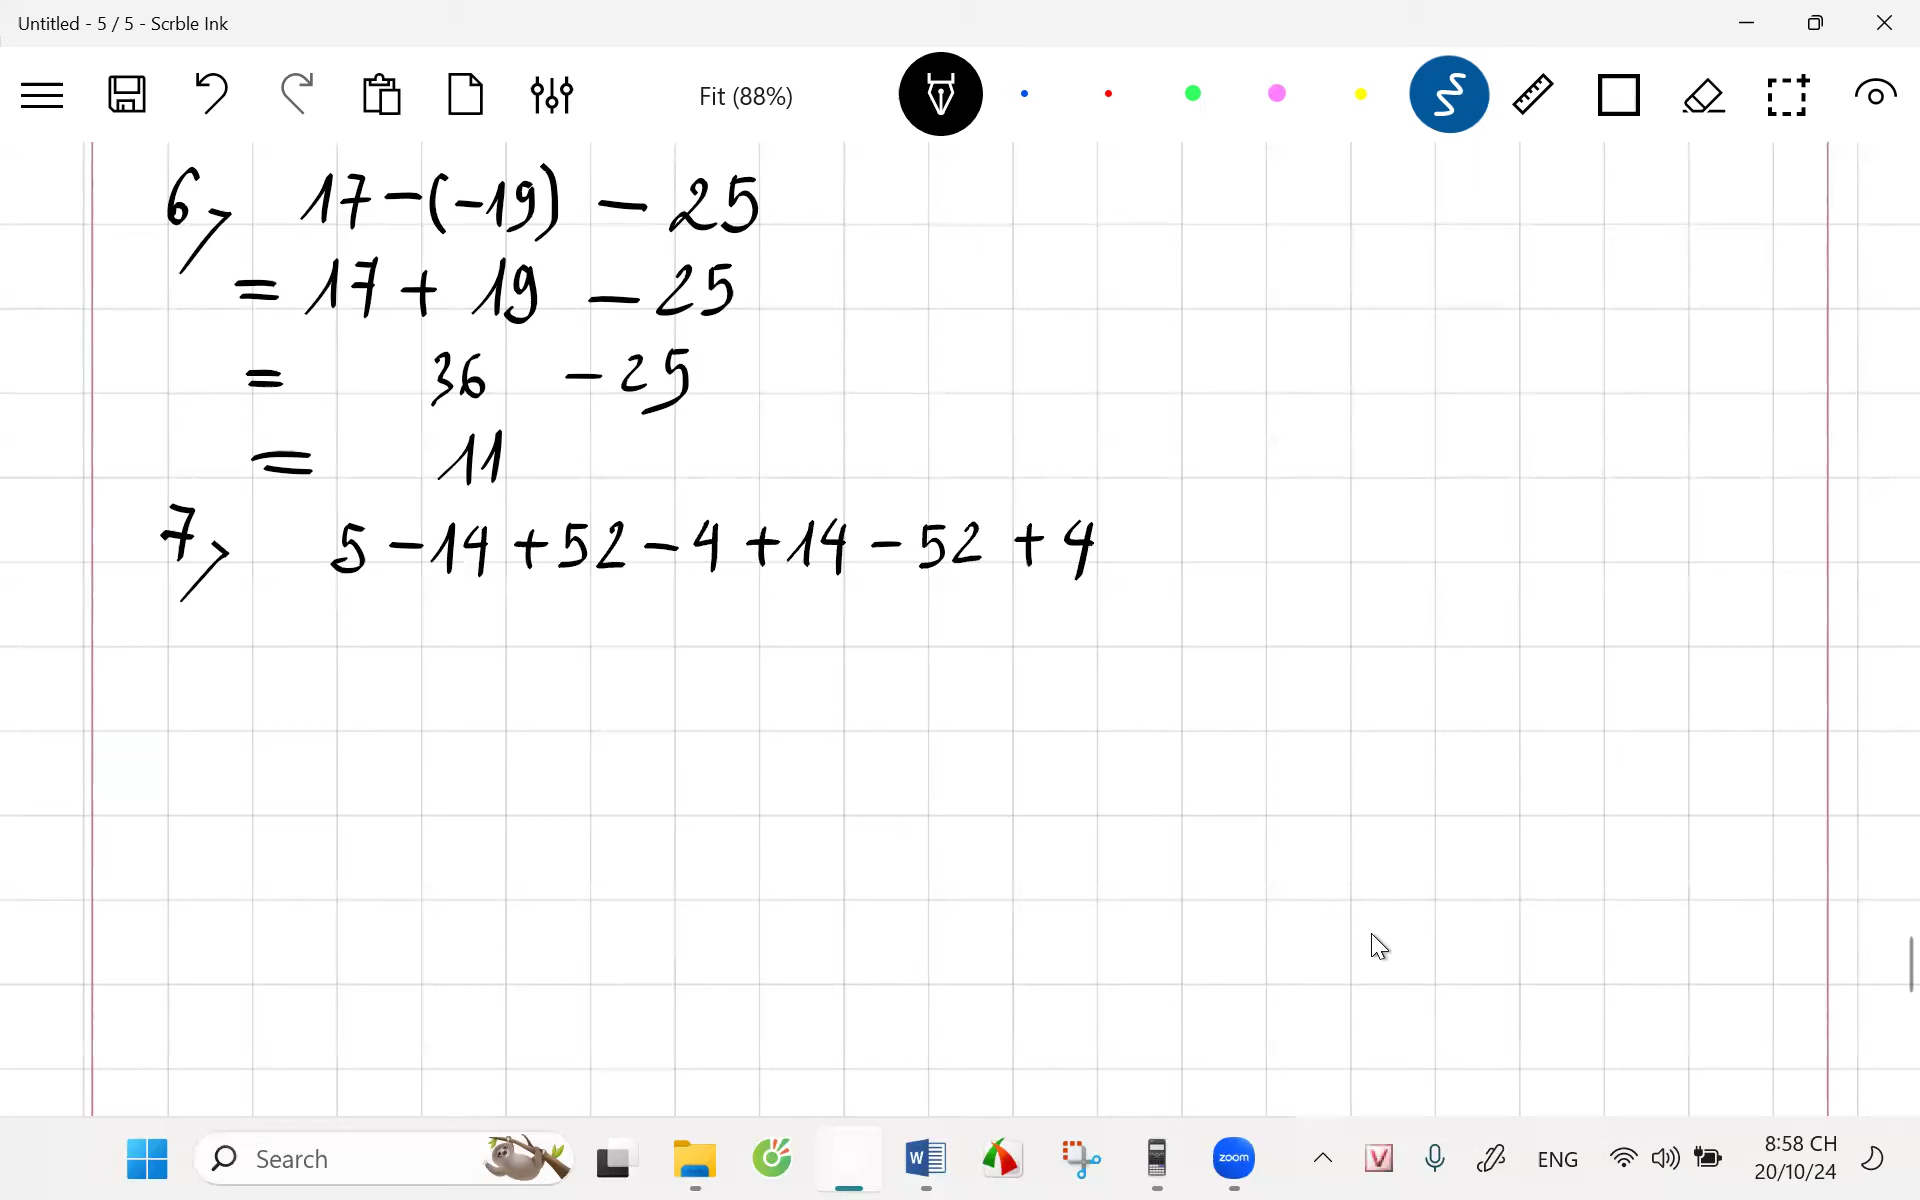 Untitled - 5 / 5 - Scrble Ink
Fit (88%)
6, 17-(-19) - 25
= 17 + 19 - 25
= 36 - 25
= 11
7, 5 - 14 + 52 - 4 + 14 - 52 + 4
Search
W
zoom
V
ENG
8:58 CH
20/10/24